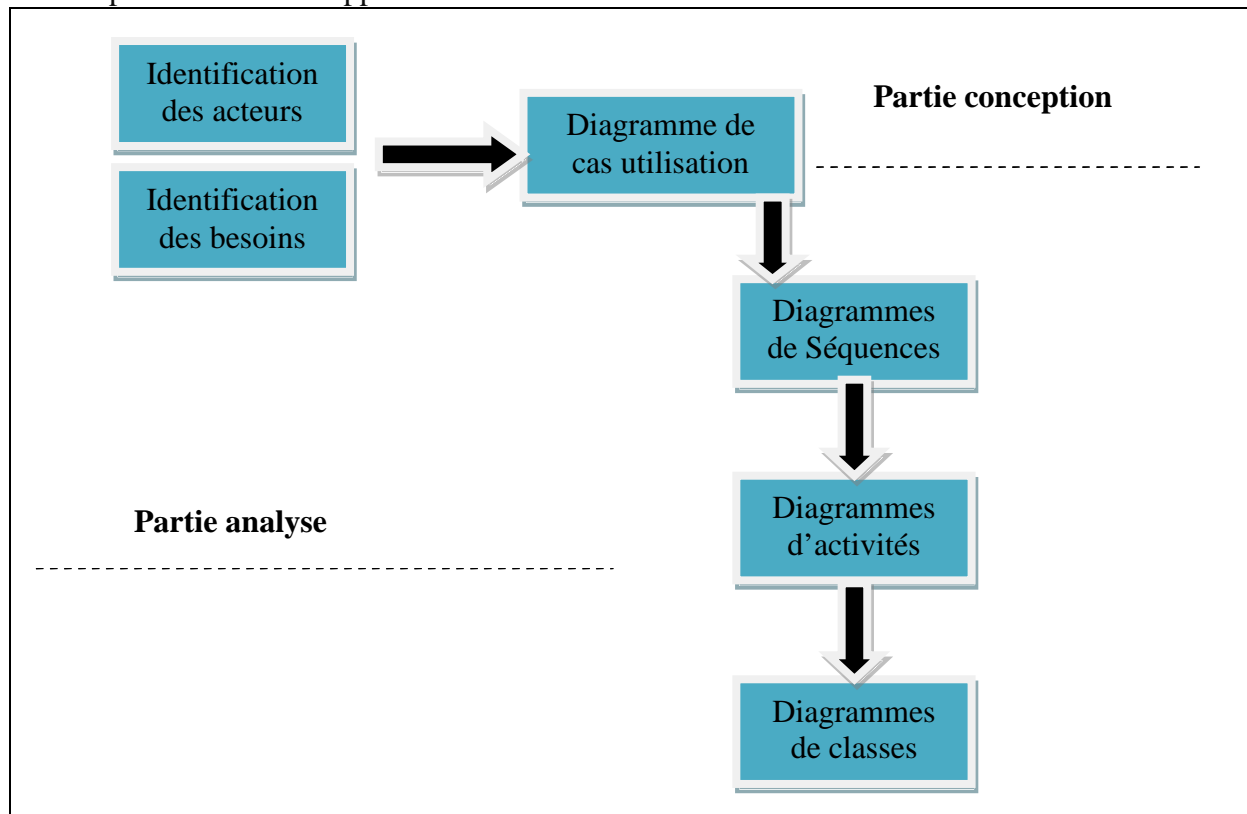 Identification
des acteurs
Identification
des besoins
Diagramme de
cas utilisation
Partie conception
Diagrammes
de Séquences
Partie analyse
Diagrammes
d’activités
Diagrammes
de classes